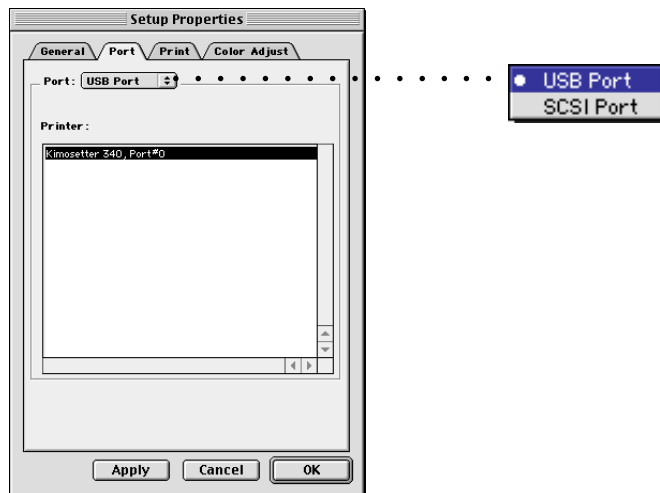 Setup Properties
General Port Print Color Adjust
Port: USB Port
USB Port
SCSI Port
Printer:
Kimosetter 340, Port#0
Apply Cancel OK